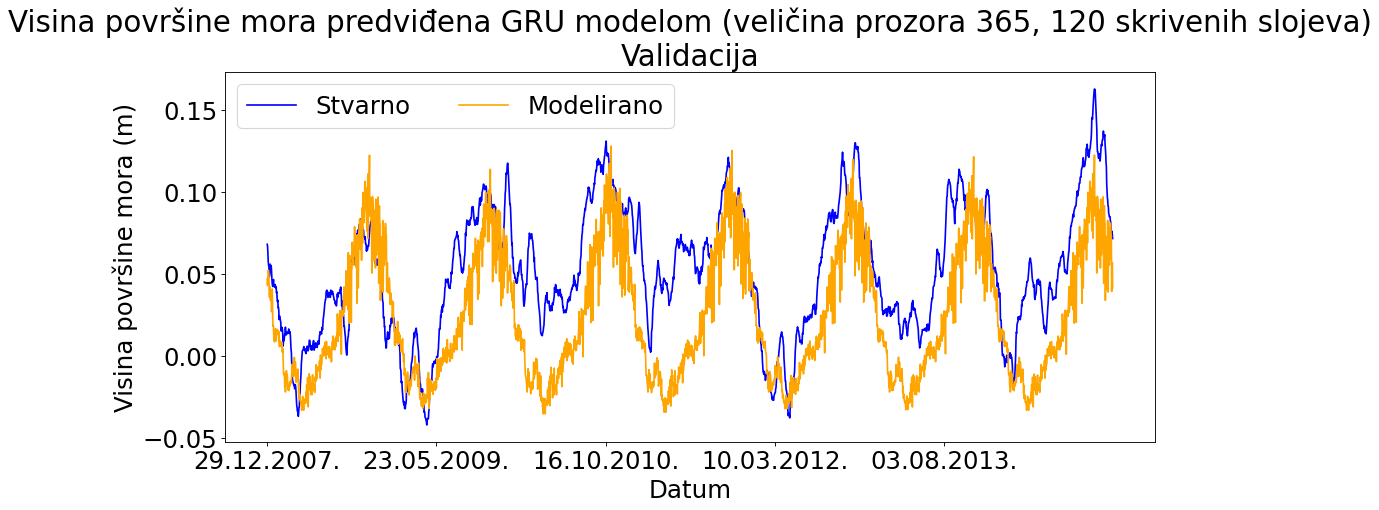 Visina površine mora predviđena GRU modelom (veličina prozora 365, 120 skrivenih slojeva)
Validacija
Stvarno
Modelirano
Visina površine mora (m)
0.15
0.10
0.05
0.00
−0.05
29.12.2007.
23.05.2009.
16.10.2010.
10.03.2012.
03.08.2013.
Datum